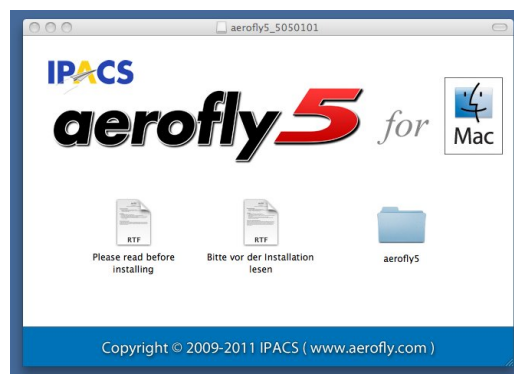 aerofly5_5050101
IPACS
aerofly5 for
Mac
RTF
RTF
Please read before
installing
Bitte vor der Installation
lesen
aerofly5
Copyright © 2009-2011 IPACS ( www.aerofly.com )